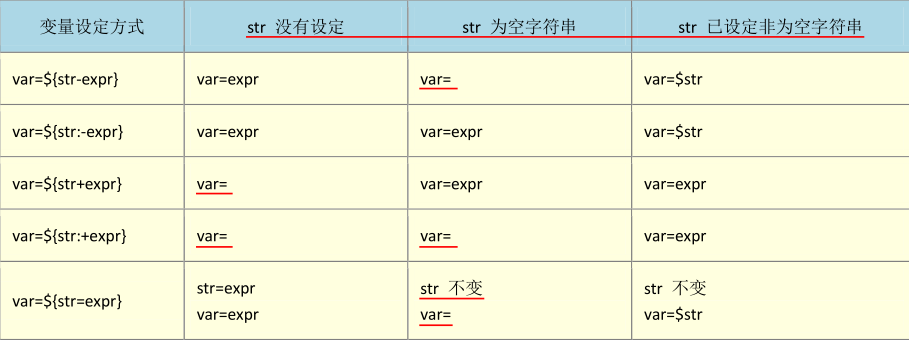 变量设定方式 str 没有设定 str 为空字符串 str 已设定非为空字符串
var=${str-expr} var=expr var= var=$str
var=${str:-expr} var=expr var=expr var=$str
var=${str+expr} var= var=expr var=expr
var=${str:+expr} var= var= var=expr
str=expr str 不变 str 不变
var=${str=expr}
var=expr var= var=$str